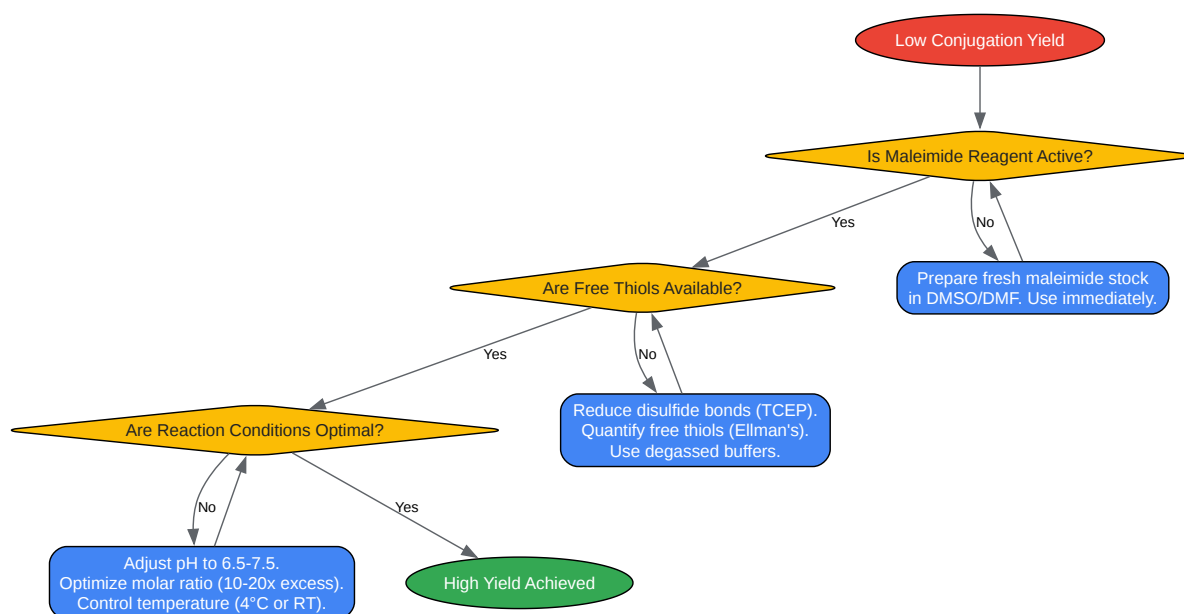 Low Conjugation Yield
Is Maleimide Reagent Active?
Yes
No
Prepare fresh maleimide stock
in DMSO/DMF. Use immediately.
Are Free Thiols Available?
Yes
No
Reduce disulfide bonds (TCEP).
Quantify free thiols (Ellman's).
Use degassed buffers.
Are Reaction Conditions Optimal?
No
Yes
Adjust pH to 6.5-7.5.
Optimize molar ratio (10-20x excess).
Control temperature (4°C or RT).
High Yield Achieved